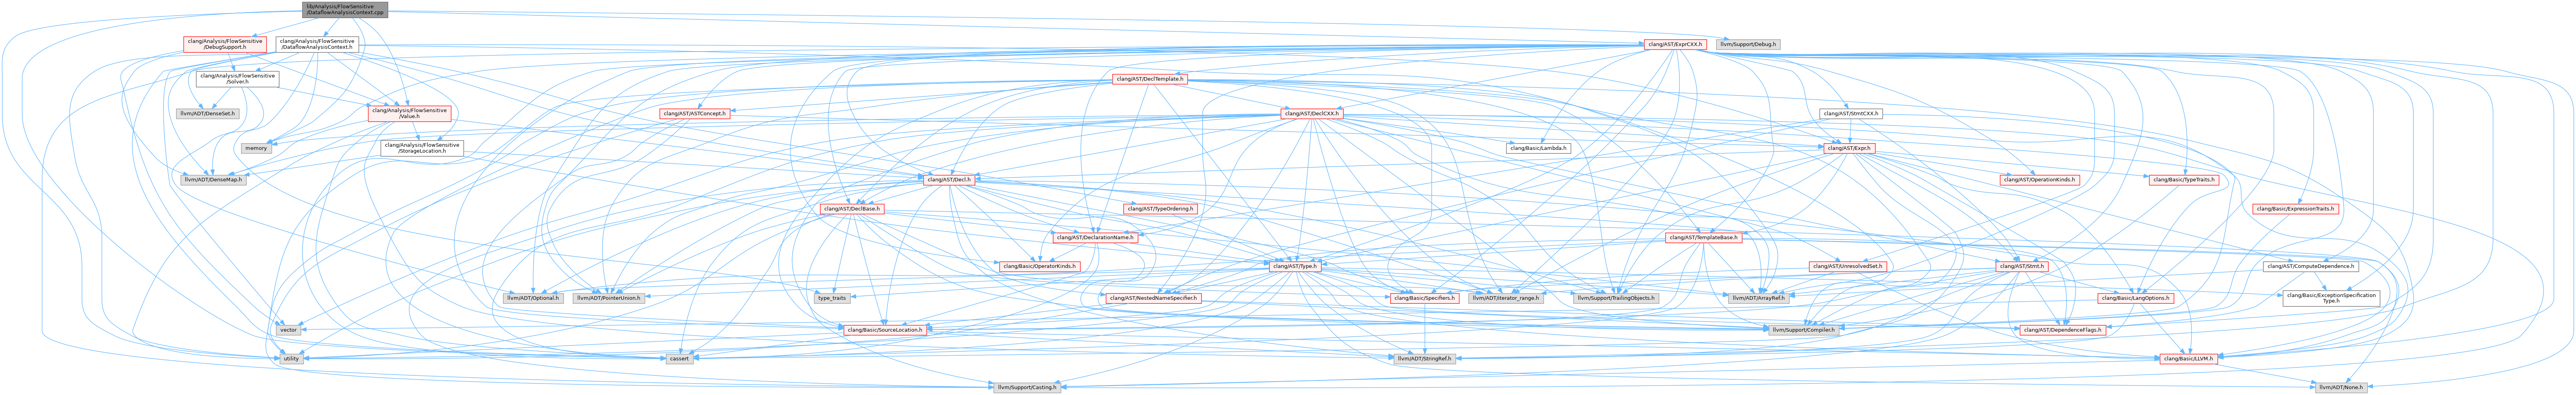 lib/Analysis/FlowSensitive
/DataflowAnalysisContext.cpp
clang/Analysis/FlowSensitive
/DebugSupport.h
clang/Analysis/FlowSensitive
/DataflowAnalysisContext.h
clang/AST/ExprCXX.h
llvm/Support/Debug.h
clang/Analysis/FlowSensitive
/Solver.h
clang/AST/DeclTemplate.h
llvm/ADT/DenseSet.h
clang/Analysis/FlowSensitive
/Value.h
clang/AST/ASTConcept.h
clang/AST/DeclCXX.h
clang/AST/StmtCXX.h
memory
clang/Analysis/FlowSensitive
/StorageLocation.h
clang/Basic/Lambda.h
clang/AST/Expr.h
llvm/ADT/DenseMap.h
clang/AST/Decl.h
clang/AST/OperationKinds.h
clang/Basic/TypeTraits.h
clang/AST/DeclBase.h
clang/AST/TypeOrdering.h
clang/Basic/ExpressionTraits.h
clang/AST/DeclarationName.h
clang/AST/TemplateBase.h
clang/Basic/OperatorKinds.h
clang/AST/Type.h
clang/AST/UnresolvedSet.h
clang/AST/Stmt.h
clang/AST/ComputeDependence.h
llvm/ADT/Optional.h
llvm/ADT/PointerUnion.h
type_traits
clang/AST/NestedNameSpecifier.h
clang/Basic/Specifiers.h
llvm/ADT/iterator_range.h
llvm/Support/TrailingObjects.h
llvm/ADT/ArrayRef.h
clang/Basic/LangOptions.h
clang/Basic/ExceptionSpecification
Type.h
vector
clang/Basic/SourceLocation.h
llvm/Support/Compiler.h
clang/AST/DependenceFlags.h
utility
cassert
llvm/ADT/StringRef.h
clang/Basic/LLVM.h
llvm/Support/Casting.h
llvm/ADT/None.h